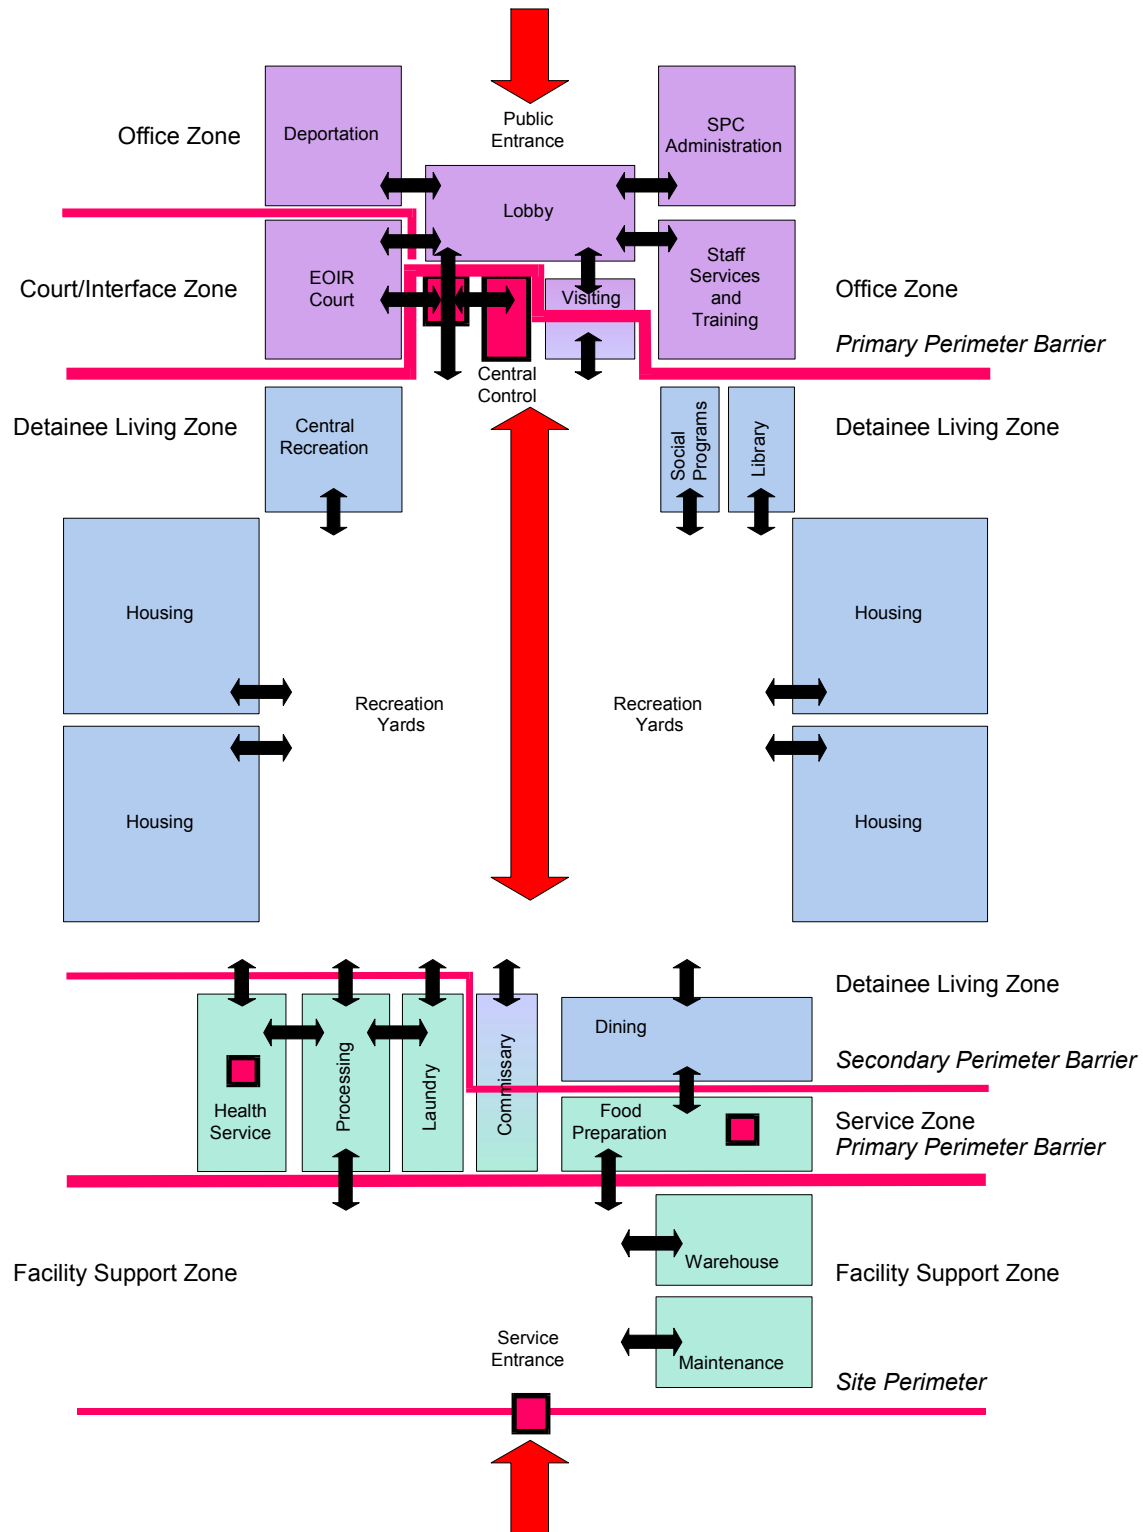 Public
Entrance
Deportation
SPC
Administration
Office Zone
Lobby
EOIR
Court
Staff
Services
and
Training
Court/Interface Zone
Visiting
Office Zone
Primary Perimeter Barrier
Central
Control
Detainee Living Zone
Central
Recreation
Social
Programs
Library
Detainee Living Zone
Housing
Housing
Recreation
Yards
Recreation
Yards
Housing
Housing
Detainee Living Zone
Dining
Secondary Perimeter Barrier
Health
Service
Processing
Laundry
Commissary
Food
Preparation
Service Zone
Primary Perimeter Barrier
Facility Support Zone
Warehouse
Facility Support Zone
Service
Entrance
Maintenance
Site Perimeter